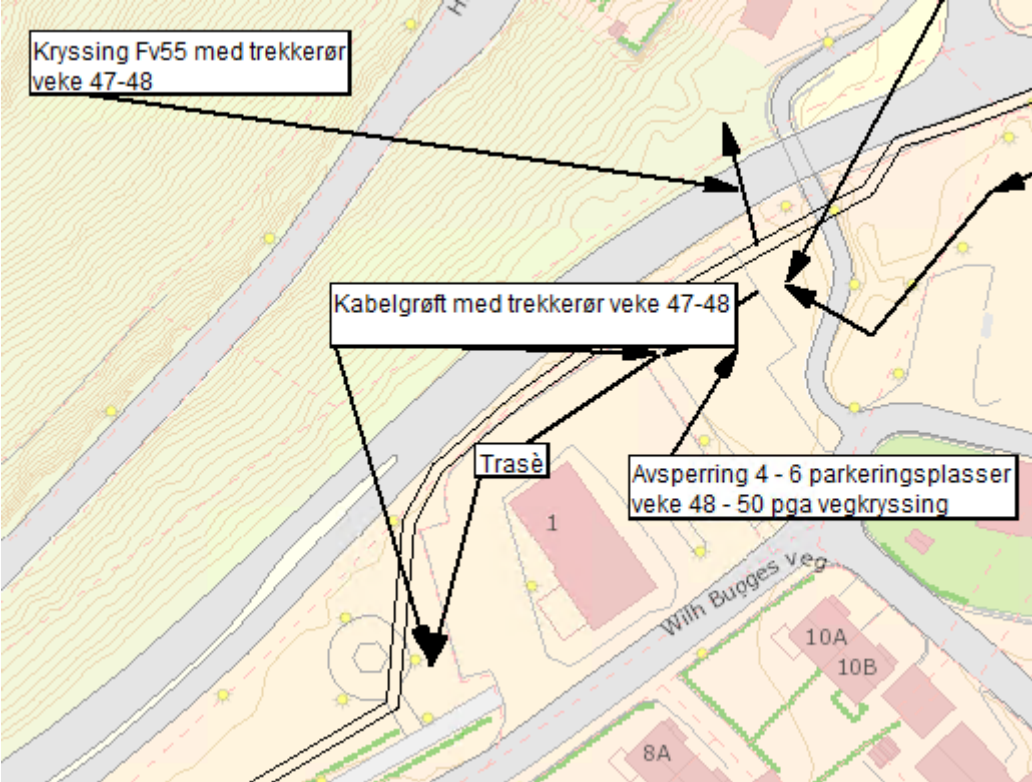 H
Kryssing Fv55 med trekkerør
veke 47-48
Kabelgrøft med trekkerør veke 47-48
Trasè
Avsperring 4 - 6 parkeringsplasser
veke 48 - 50 pga vegkryssing
1
Wilh Bugges veg
10A
10B
8A